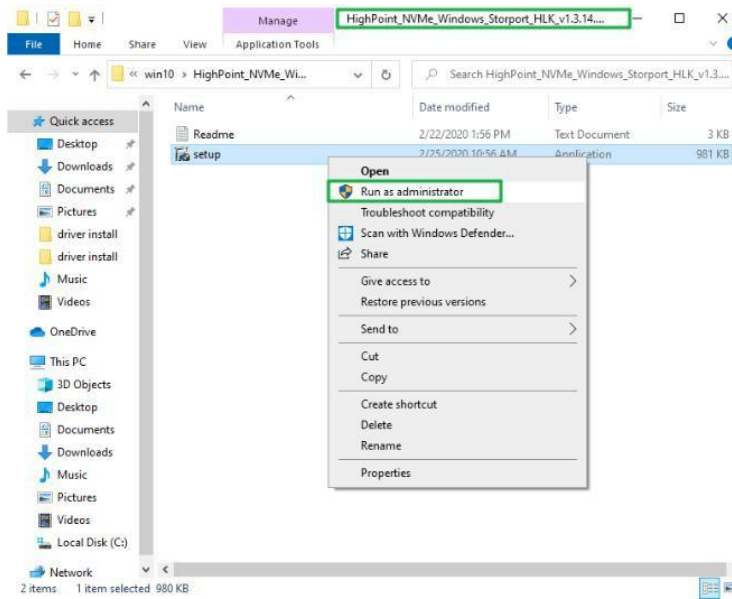 Manage
HighPoint_NVMe_Windows_Storport_HLK_v1.3.14....
File
Home
Share
View
Application Tools
« win10 › HighPoint_NVMe_Wi...
Search HighPoint_NVMe_Windows_Storport_HLK_v1.3....
Name
Date modified
Type
Size
Quick access
Desktop
Downloads
Documents
Pictures
driver install
driver install
Music
Videos
OneDrive
This PC
3D Objects
Desktop
Documents
Downloads
Music
Pictures
Videos
Local Disk (C:)
Network
Readme
2/22/2020 1:56 PM
Text Document
3 KB
setup
2/25/2020 10:56 AM
Application
981 KB
Open
Run as administrator
Troubleshoot compatibility
Scan with Windows Defender...
Share
Give access to
Restore previous versions
Send to
Cut
Copy
Create shortcut
Delete
Rename
Properties
2 items
1 item selected 980 KB